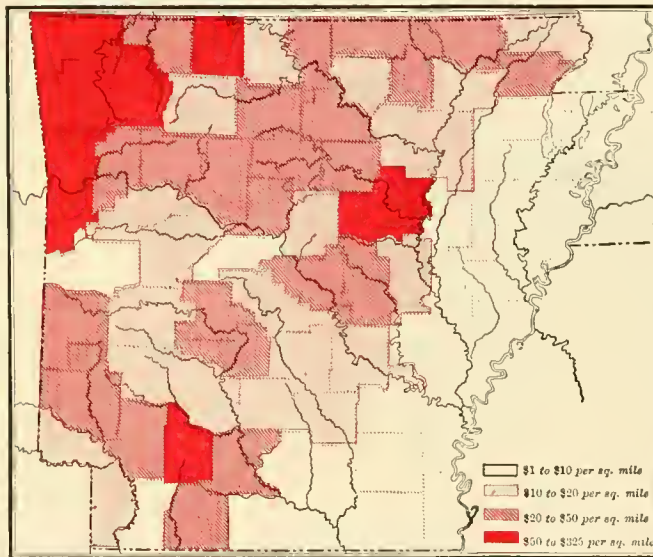 $1 to $10 per sq. mile
$10 to $20 per sq. mile
$20 to $50 per sq. mile
$50 to $325 per sq. mile